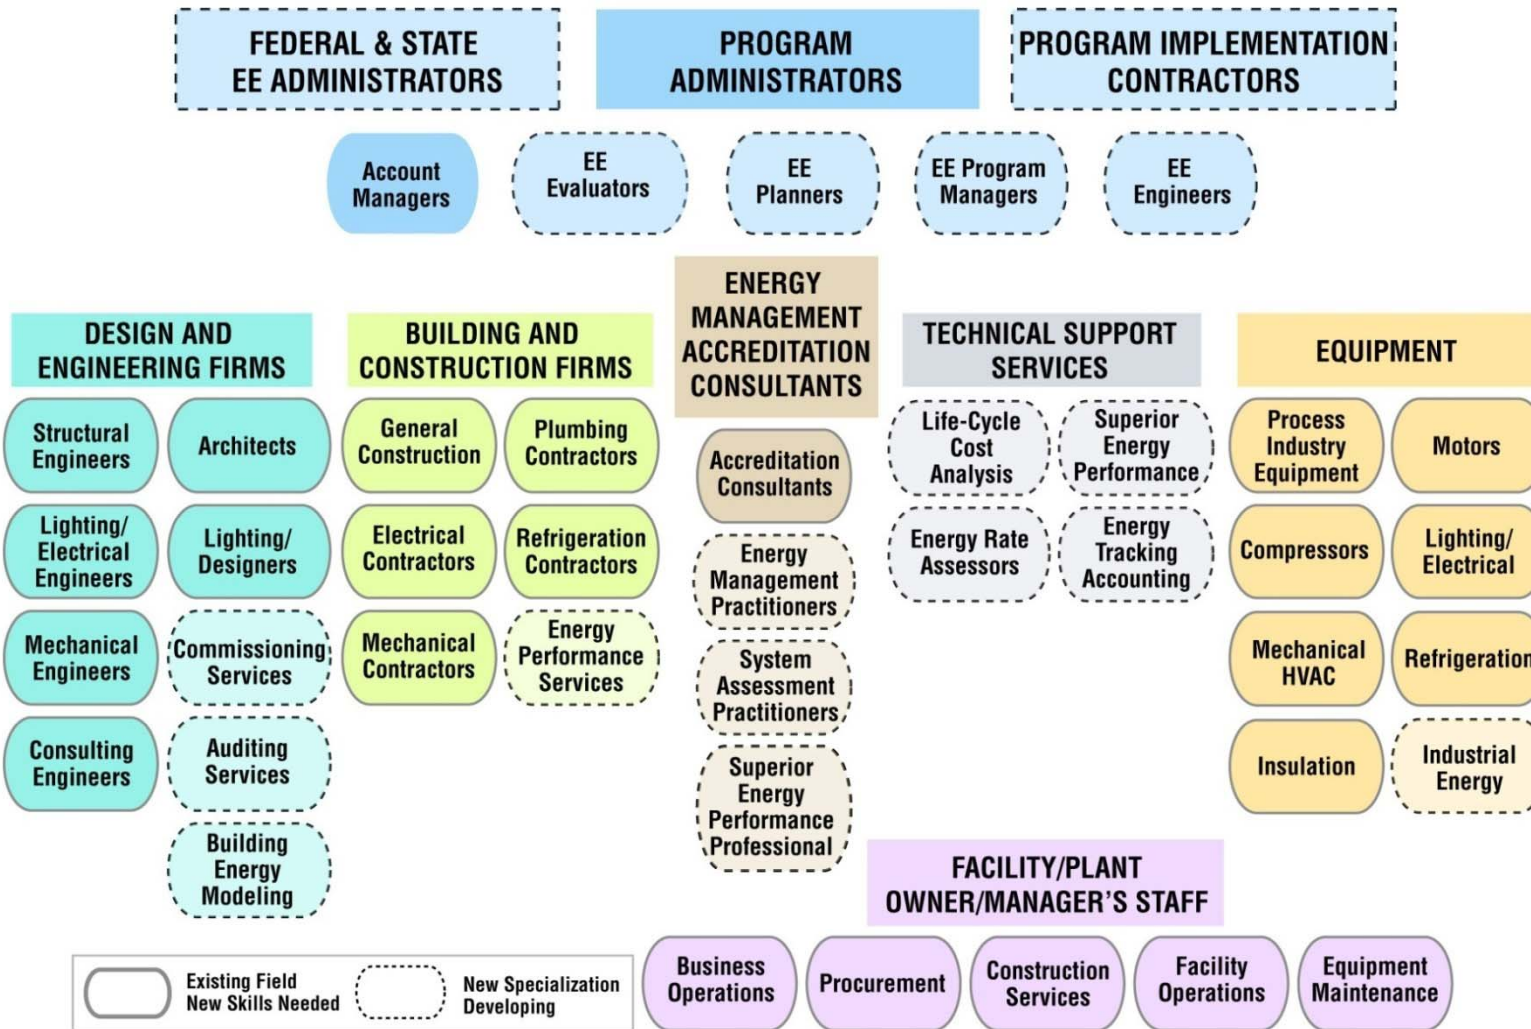 FEDERAL & STATE
EE ADMINISTRATORS
PROGRAM
ADMINISTRATORS
PROGRAM IMPLEMENTATION
CONTRACTORS
Account
Managers
EE
Evaluators
EE
Planners
EE Program
Managers
EE
Engineers
DESIGN AND
ENGINEERING FIRMS
Structural
Engineers
Architects
Lighting/
Electrical
Engineers
Lighting/
Designers
Mechanical
Engineers
Commissioning
Services
Consulting
Engineers
Auditing
Services
Building
Energy
Modeling
BUILDING AND
CONSTRUCTION FIRMS
General
Construction
Plumbing
Contractors
Electrical
Contractors
Refrigeration
Contractors
Mechanical
Contractors
Energy
Performance
Services
ENERGY
MANAGEMENT
ACCREDITATION
CONSULTANTS
Accreditation
Consultants
Energy
Management
Practitioners
System
Assessment
Practitioners
Superior
Energy
Performance
Professional
TECHNICAL SUPPORT
SERVICES
Life-Cycle
Cost
Analysis
Superior
Energy
Performance
Energy Rate
Assessors
Energy
Tracking
Accounting
EQUIPMENT
Process
Industry
Equipment
Motors
Compressors
Lighting/
Electrical
Mechanical
HVAC
Refrigeration
Insulation
Industrial
Energy
FACILITY/PLANT
OWNER/MANAGER'S STAFF
Business
Operations
Procurement
Construction
Services
Facility
Operations
Equipment
Maintenance
Existing Field
New Skills Needed
New Specialization
Developing